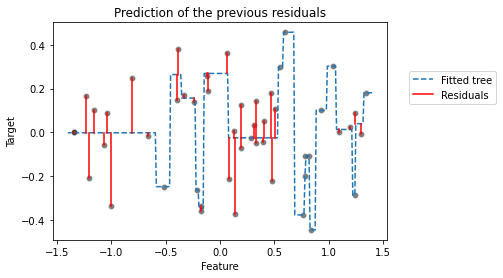 Prediction of the previous residuals
Target
0.4
0.2
0.0
−0.2
−0.4
−1.5
−1.0
−0.5
0.0
0.5
1.0
1.5
Feature
Fitted tree
Residuals